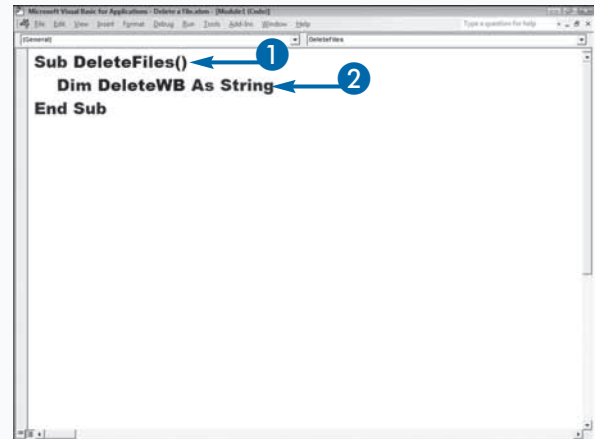 Microsoft Visual Basic for Applications - Delete a File.xlsm - [Module1 (Code)]
File Edit View Insert Format Debug Run Tools Add-Ins Window Help Type a question for help
(General) DeleteFiles
Sub DeleteFiles() 1
Dim DeleteWB As String 2
End Sub